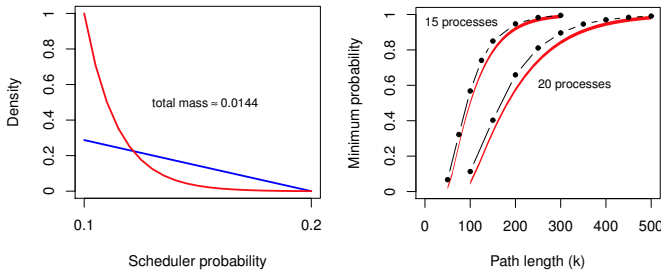 Density
1
0.8
0.6
0.4
0.2
0
total mass ≈ 0.0144
0.1
0.2
Scheduler probability
Minimum probability
1
0.8
0.6
0.4
0.2
0
15 processes
20 processes
0 100 200 300 400 500
Path length (k)